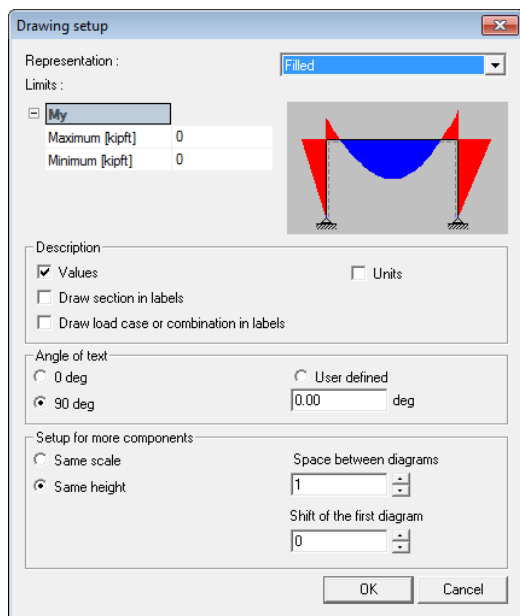 Drawing setup
Representation :
Filled
Limits :
My
Maximum [kipft] 0
Minimum [kipft] 0
Description
Values Units
Draw section in labels
Draw load case or combination in labels
Angle of text
0 deg User defined
90 deg 0.00 deg
Setup for more components
Same scale Space between diagrams
Same height 1
Shift of the first diagram
0
OK Cancel